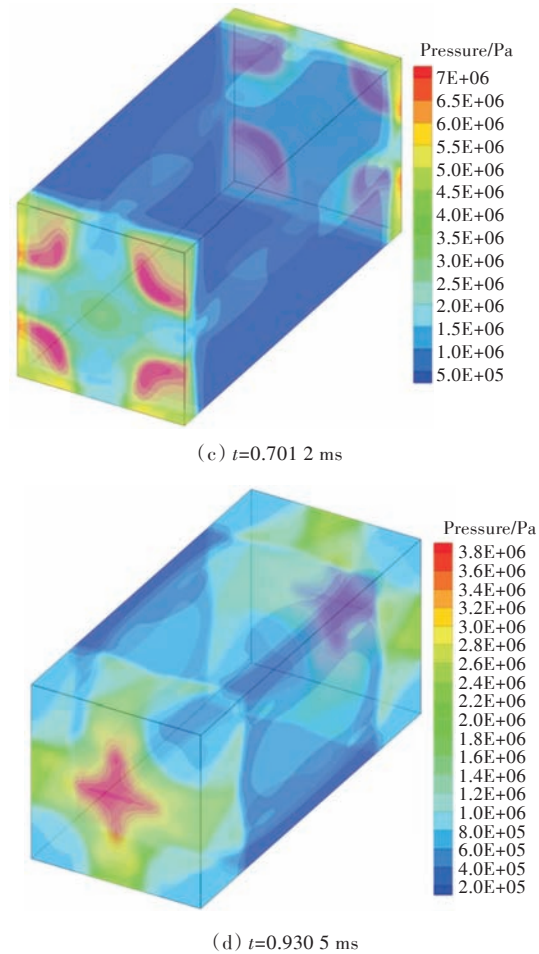 Pressure/Pa
7E+06
6.5E+06
6.0E+06
5.5E+06
5.0E+06
4.5E+06
4.0E+06
3.5E+06
3.0E+06
2.5E+06
2.0E+06
1.5E+06
1.0E+06
5.0E+05
(c) t=0.701 2 ms
Pressure/Pa
3.8E+06
3.6E+06
3.4E+06
3.2E+06
3.0E+06
2.8E+06
2.6E+06
2.4E+06
2.2E+06
2.0E+06
1.8E+06
1.6E+06
1.4E+06
1.2E+06
1.0E+06
8.0E+05
6.0E+05
4.0E+05
2.0E+05
(d) t=0.930 5 ms